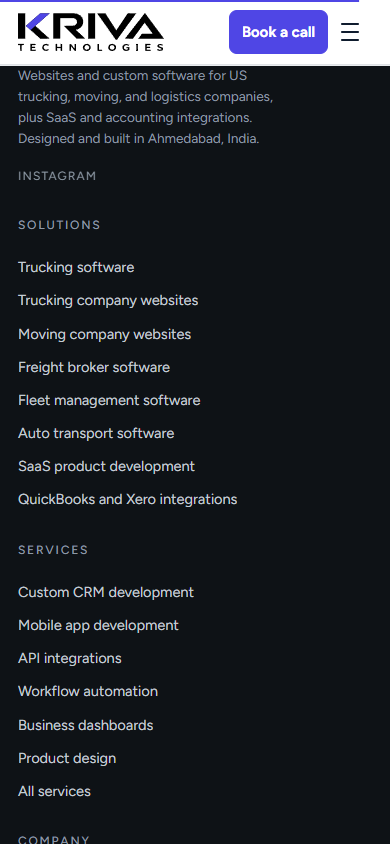 KRIVA
TECHNOLOGIES
Book a call
Websites and custom software for US
trucking, moving, and logistics companies,
plus SaaS and accounting integrations.
Designed and built in Ahmedabad, India.
INSTAGRAM
SOLUTIONS
Trucking software
Trucking company websites
Moving company websites
Freight broker software
Fleet management software
Auto transport software
SaaS product development
QuickBooks and Xero integrations
SERVICES
Custom CRM development
Mobile app development
API integrations
Workflow automation
Business dashboards
Product design
All services
COMPANY